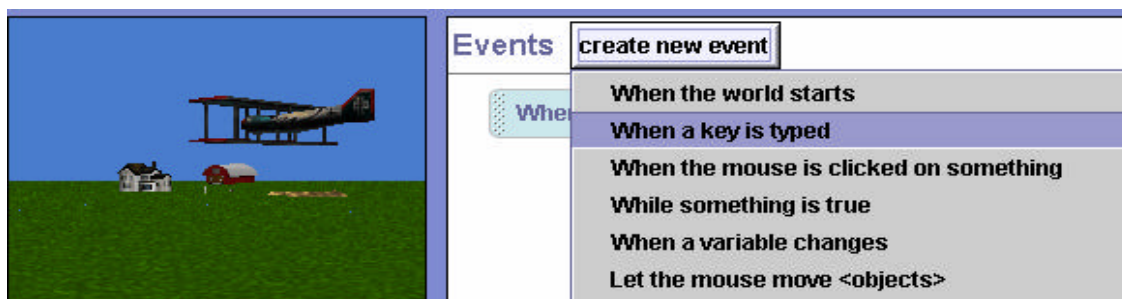 Events create new event
When the world starts
When
When a key is typed
When the mouse is clicked on something
While something is true
When a variable changes
Let the mouse move <objects>